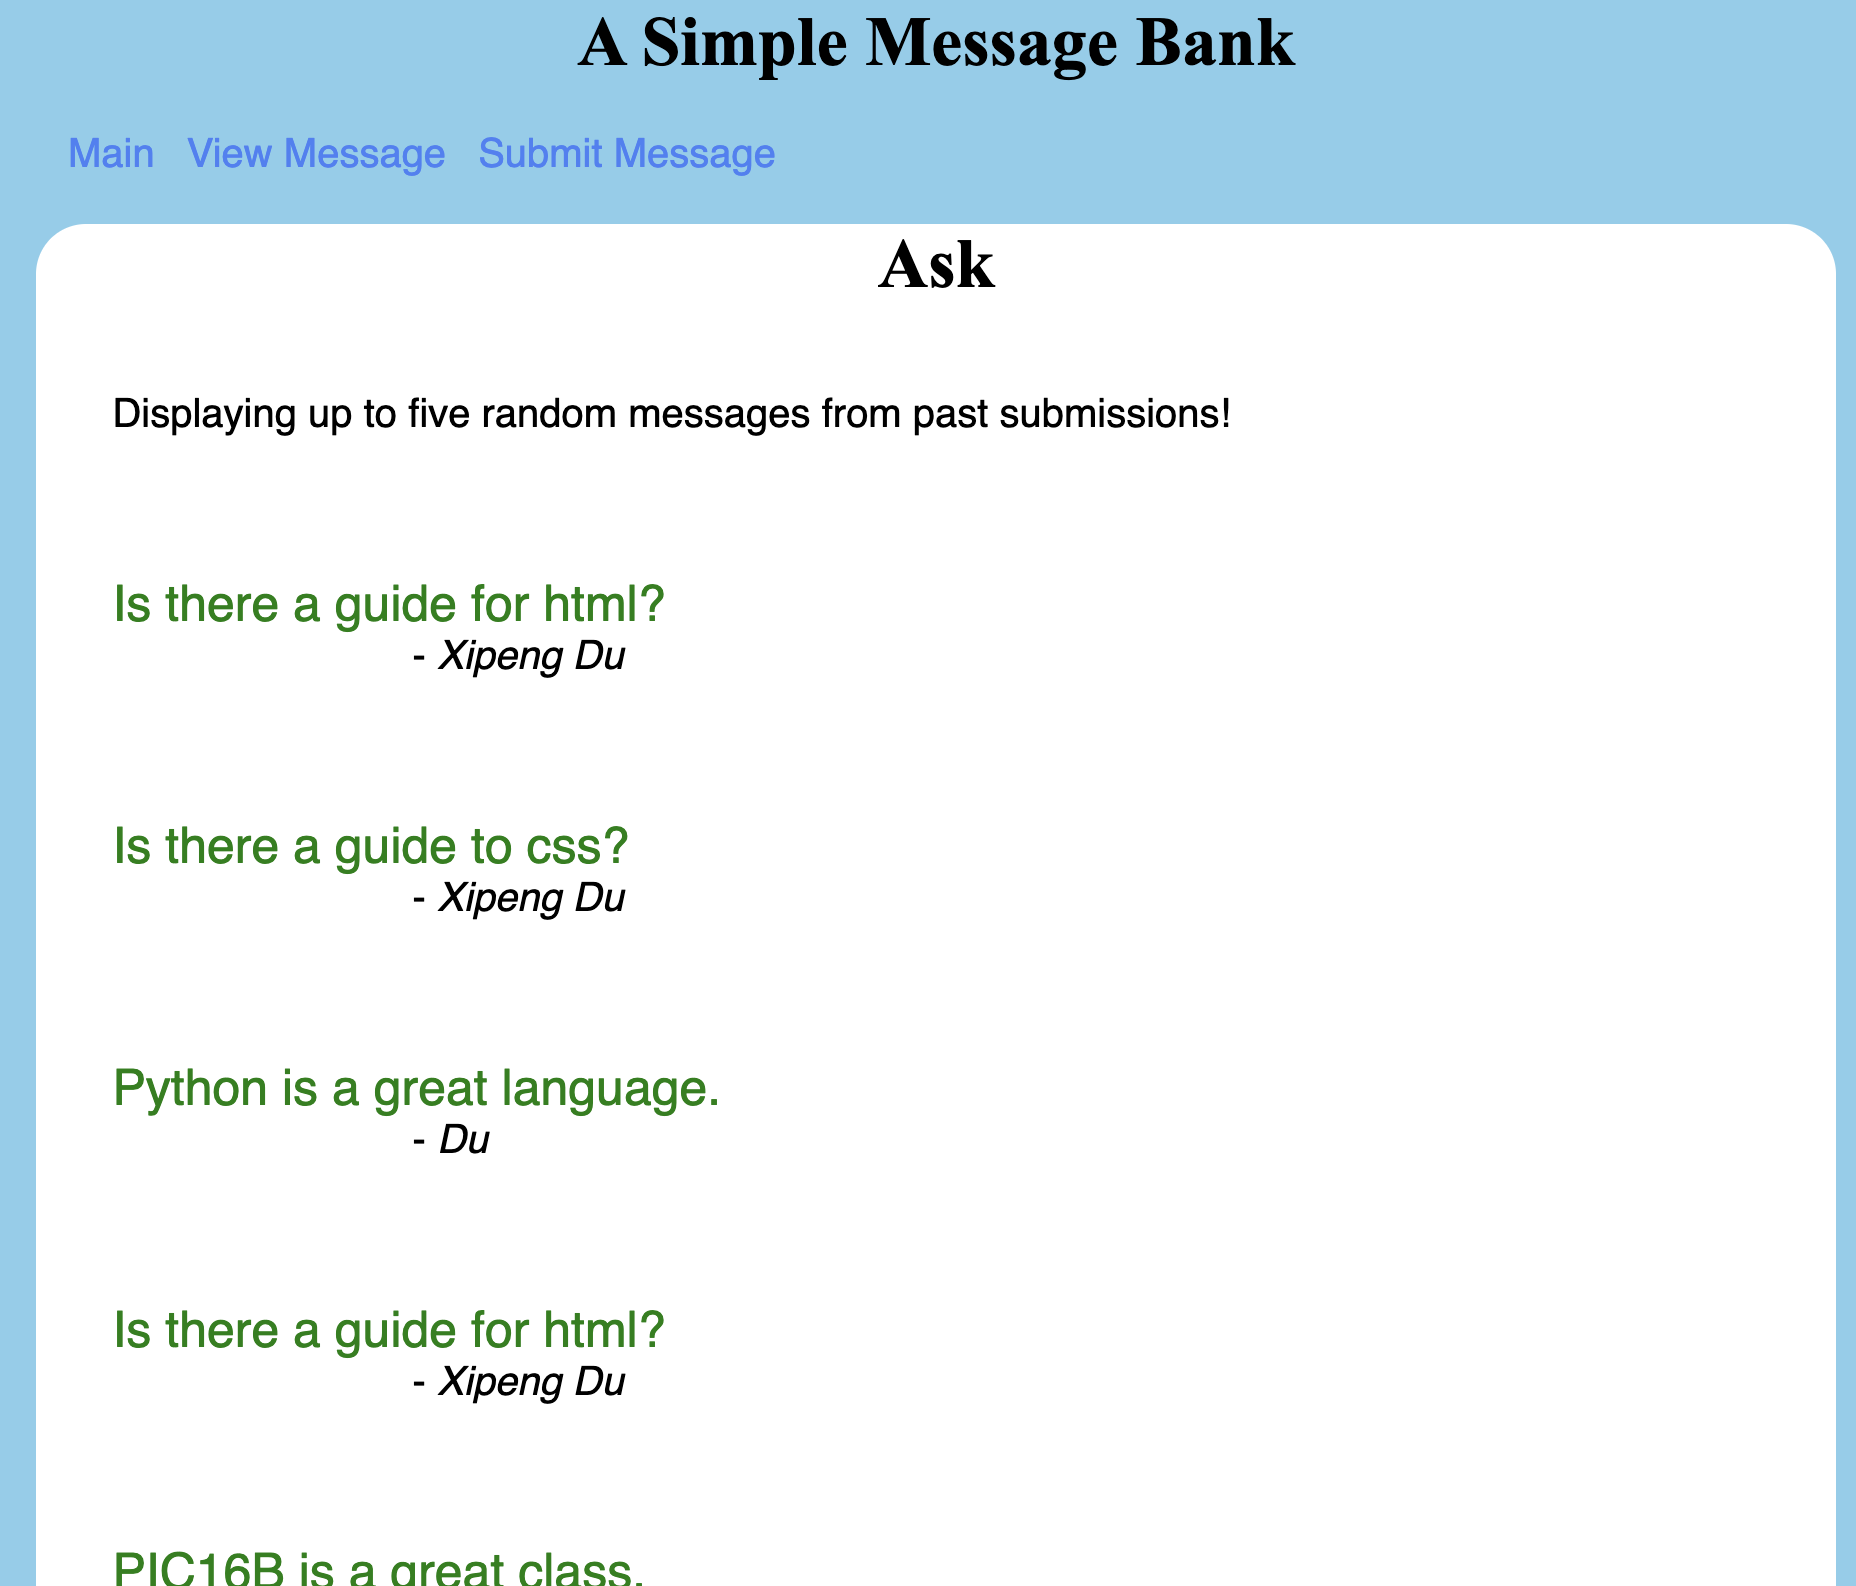 A Simple Message Bank
Main View Message Submit Message
Ask
Displaying up to five random messages from past submissions!
Is there a guide for html?
- Xipeng Du
Is there a guide to css?
- Xipeng Du
Python is a great language.
- Du
Is there a guide for html?
- Xipeng Du
PIC16B is a great class.